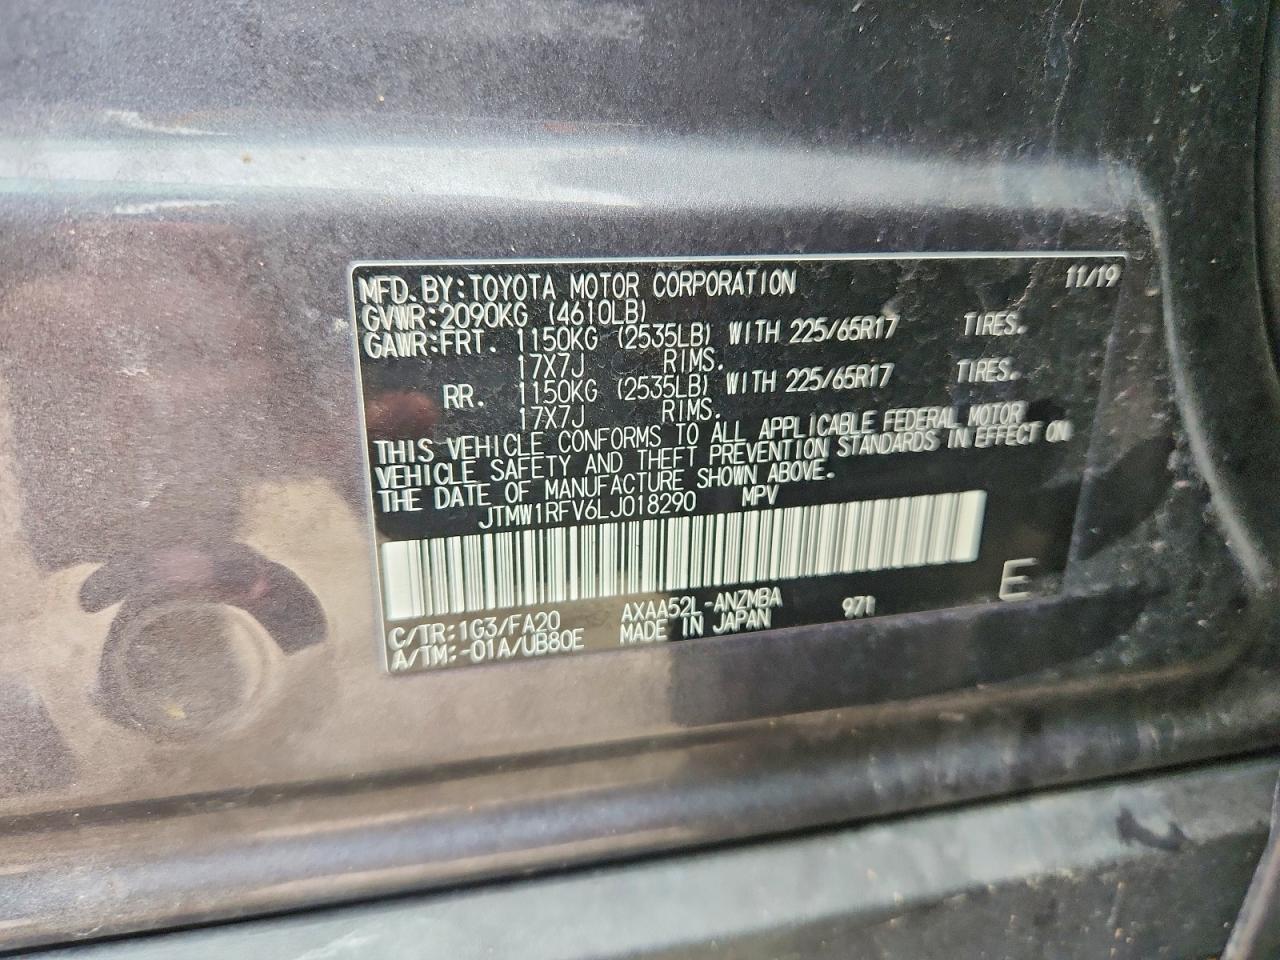 MFD. BY: TOYOTA MOTOR CORPORATION 11/19
GVWR: 2090KG (4610LB)
GAWR: FRT. 1150KG (2535LB) WITH 225/65R17 TIRES.
17X7J RIMS.
RR. 1150KG (2535LB) WITH 225/65R17 TIRES.
17X7J RIMS.
THIS VEHICLE CONFORMS TO ALL APPLICABLE FEDERAL MOTOR
VEHICLE SAFETY AND THEFT PREVENTION STANDARDS IN EFFECT ON
THE DATE OF MANUFACTURE SHOWN ABOVE.
JTMW1RFV6LJ018290 MPV
E
C/TR: 1G3/FA20 AXAA52L-ANZMBA 971
A/TM: -01A/UB80E MADE IN JAPAN